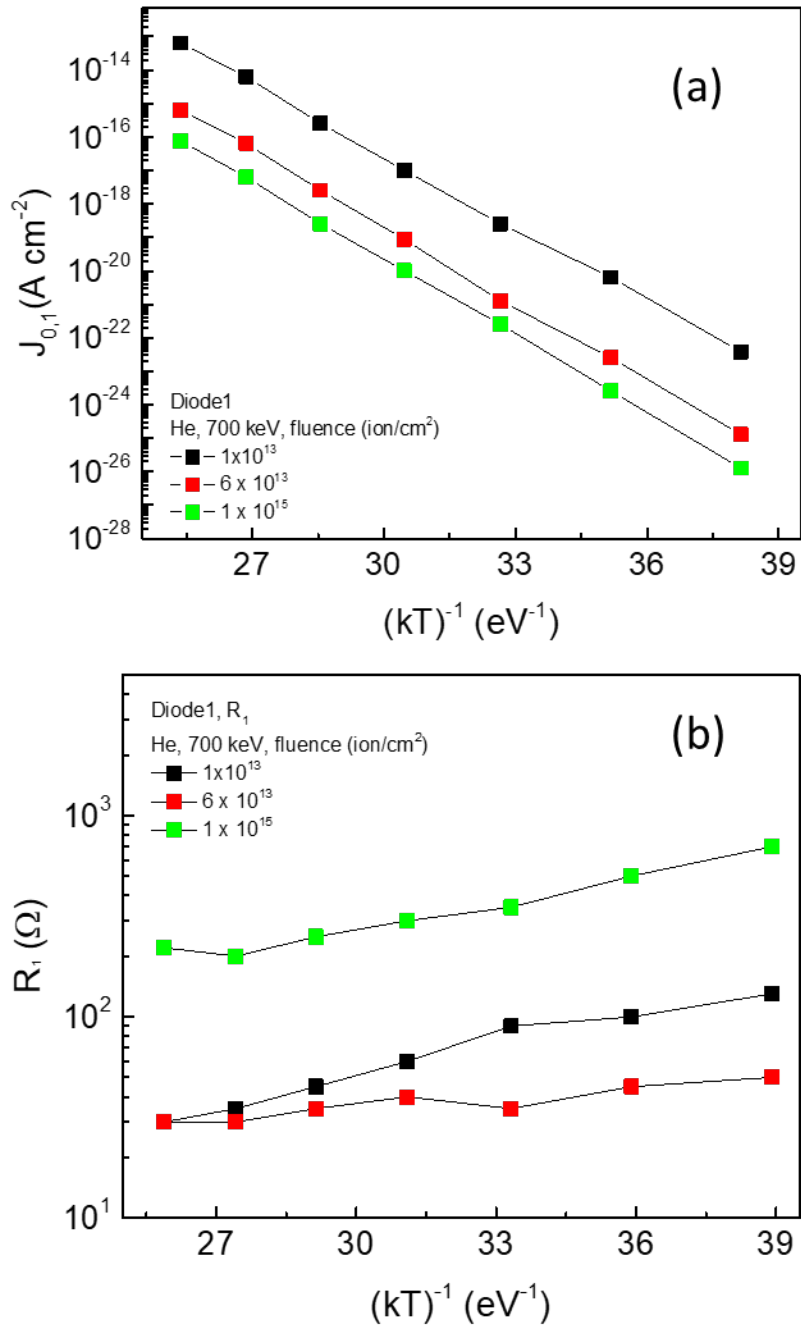 (a)
J₀,₁ (A cm⁻²)
10⁻¹⁴
10⁻¹⁶
10⁻¹⁸
10⁻²⁰
10⁻²²
10⁻²⁴
10⁻²⁶
10⁻²⁸
Diode1
He, 700 keV, fluence (ion/cm²)
1x10¹³
6 x 10¹³
1 x 10¹⁵
27 30 33 36 39
(kT)⁻¹ (eV⁻¹)
(b)
Diode1, R₁
He, 700 keV, fluence (ion/cm²)
1x10¹³
6 x 10¹³
1 x 10¹⁵
R₁ (Ω)
10³
10²
10¹
27 30 33 36 39
(kT)⁻¹ (eV⁻¹)